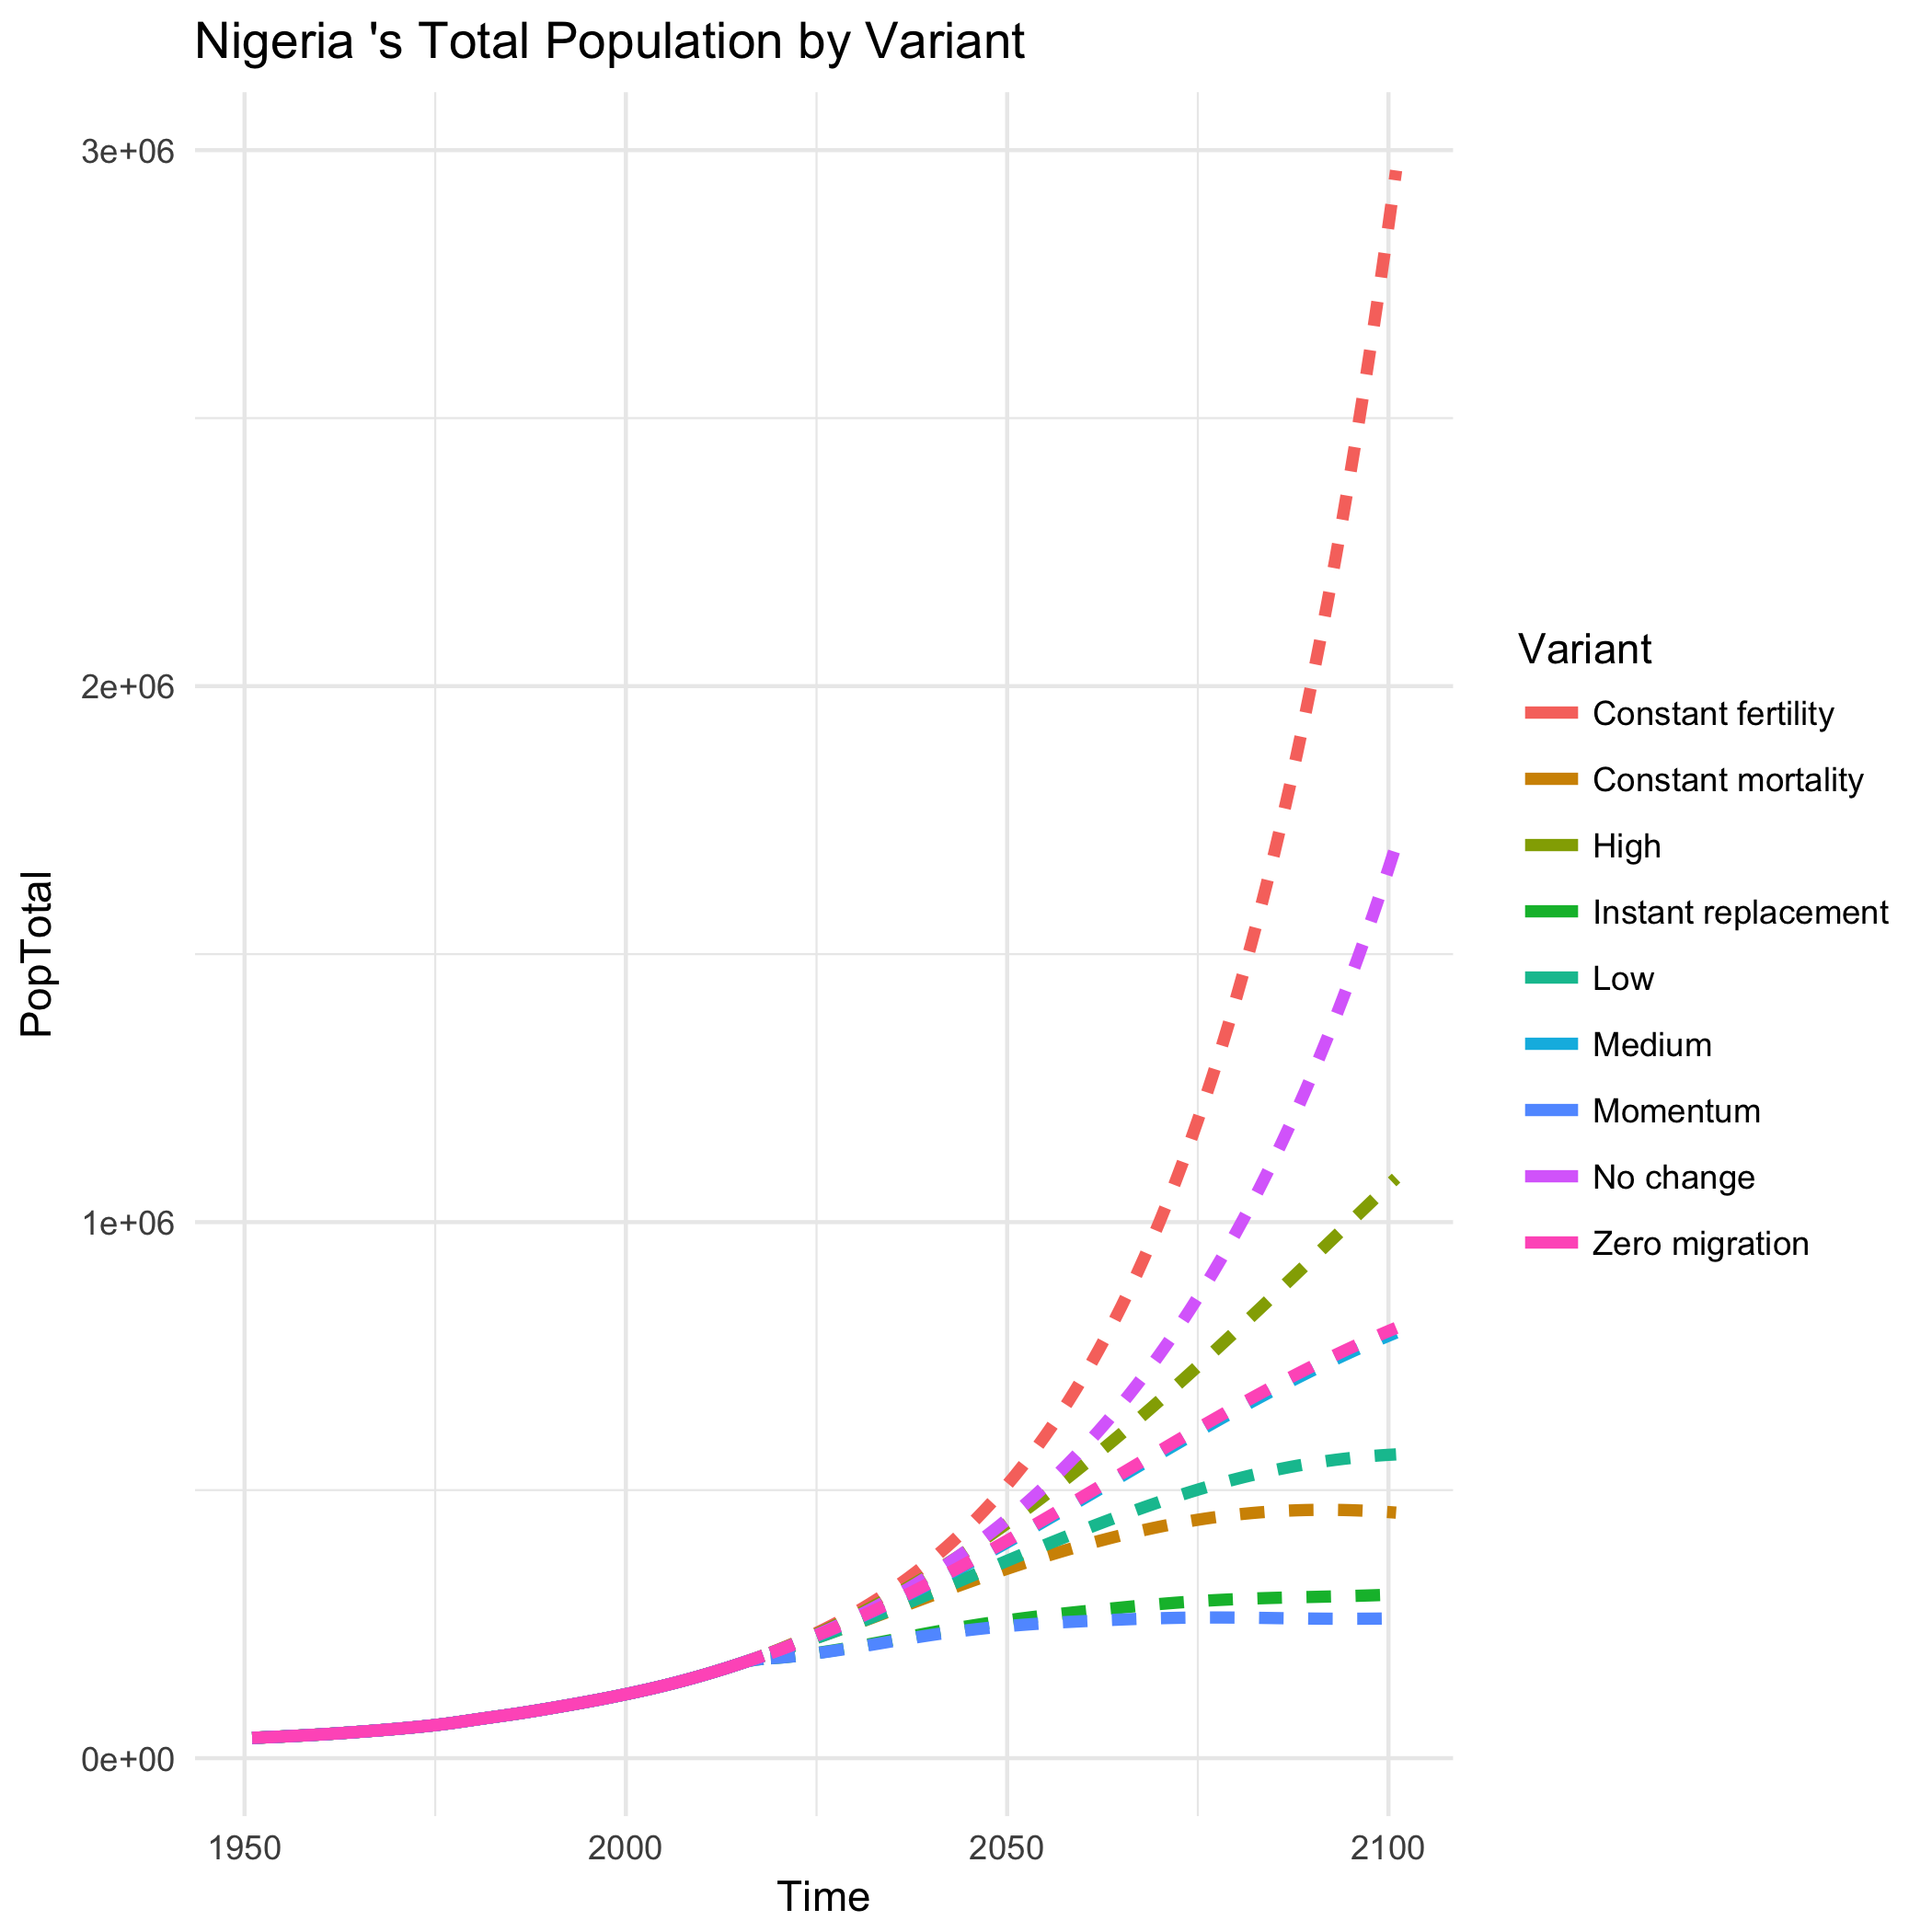 Nigeria 's Total Population by Variant
3e+06
2e+06
1e+06
0e+00
PopTotal
1950
2000
2050
2100
Time
Variant
Constant fertility
Constant mortality
High
Instant replacement
Low
Medium
Momentum
No change
Zero migration